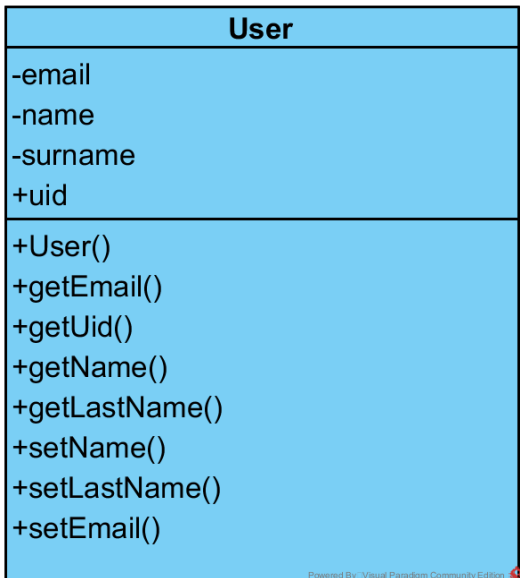 User
-email
-name
-surname
+uid
+User()
+getEmail()
+getUid()
+getName()
+getLastName()
+setName()
+setLastName()
+setEmail()
Powered By Visual Paradigm Community Edition